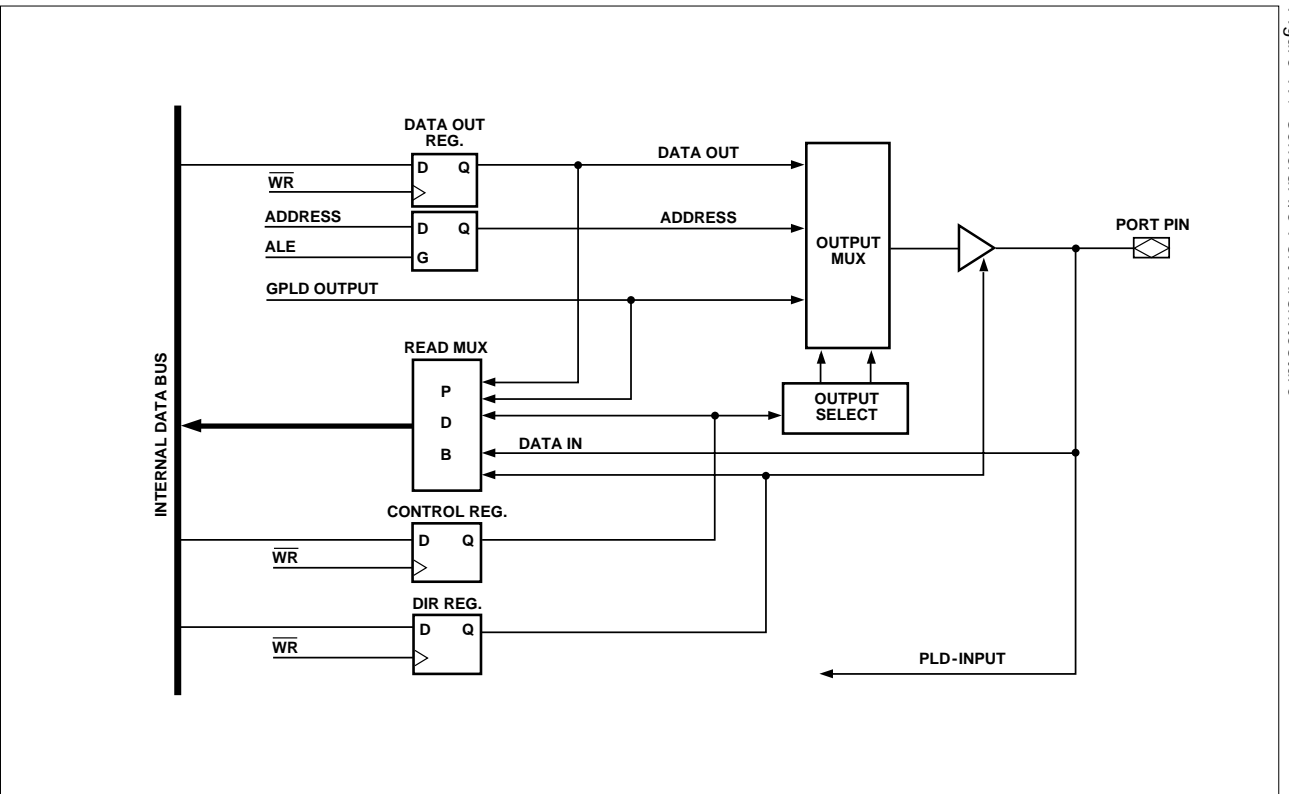 DATA OUT
REG.
D Q
WR
DATA OUT
ADDRESS
ALE
D Q
G
ADDRESS
OUTPUT
MUX
PORT PIN
GPLD OUTPUT
READ MUX
P
D
B
OUTPUT
SELECT
DATA IN
INTERNAL DATA BUS
CONTROL REG.
D Q
WR
DIR REG.
D Q
WR
PLD-INPUT